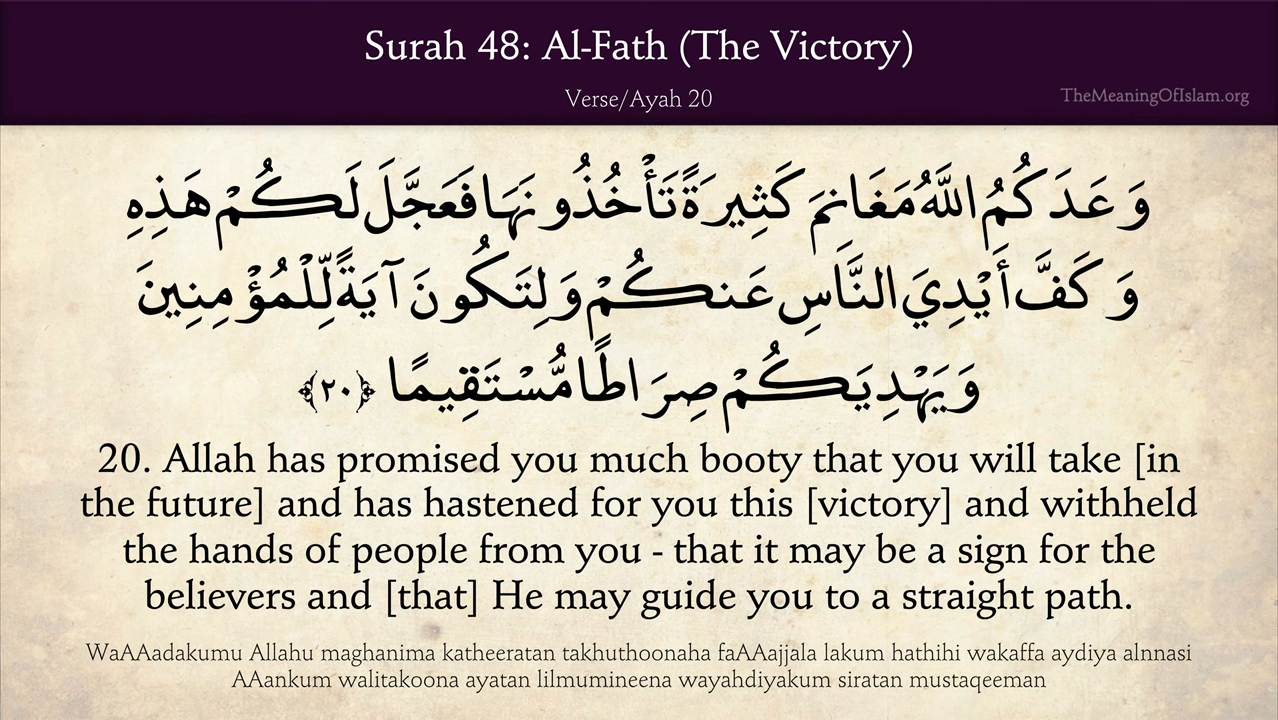 Surah 48: Al-Fath (The Victory)
Verse/Ayah 20
TheMeaningOfIslam.org
وَعَدَكُمُ اللَّهُ مَغَانِمَ كَثِيرَةً تَأْخُذُونَهَا فَعَجَّلَ لَكُمْ هَذِهِ
وَكَفَّ أَيْدِيَ النَّاسِ عَنكُمْ وَلِتَكُونَ آيَةً لِّلْمُؤْمِنِينَ
وَيَهْدِيَكُمْ صِرَاطًا مُّسْتَقِيمًا ﴿٢٠﴾
20. Allah has promised you much booty that you will take [in
the future] and has hastened for you this [victory] and withheld
the hands of people from you - that it may be a sign for the
believers and [that] He may guide you to a straight path.
WaAAadakumu Allahu maghanima katheeratan takhuthoonaha faAAajjala lakum hathihi wakaffa aydiya alnnasi
AAankum walitakoona ayatan lilmumineena wayahdiyakum siratan mustaqeeman